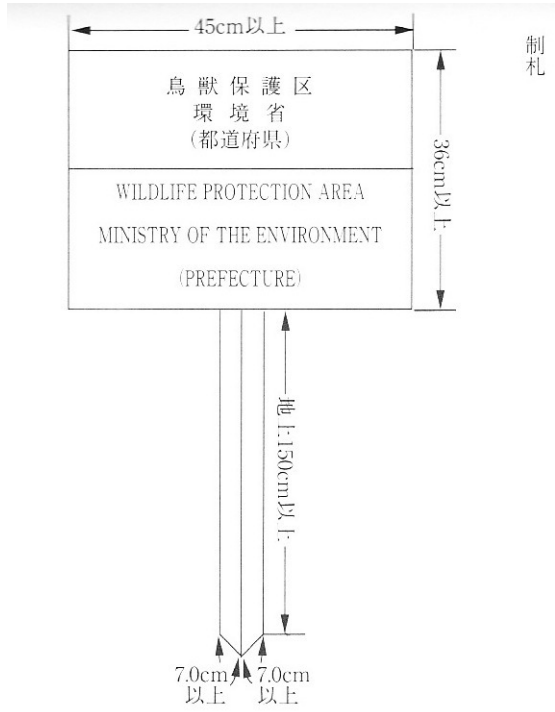 制札
45cm以上
鳥獣保護区
環境省
(都道府県)
WILDLIFE PROTECTION AREA
MINISTRY OF THE ENVIRONMENT
(PREFECTURE)
36cm以上
地上150cm以上
7.0cm
以上
7.0cm
以上